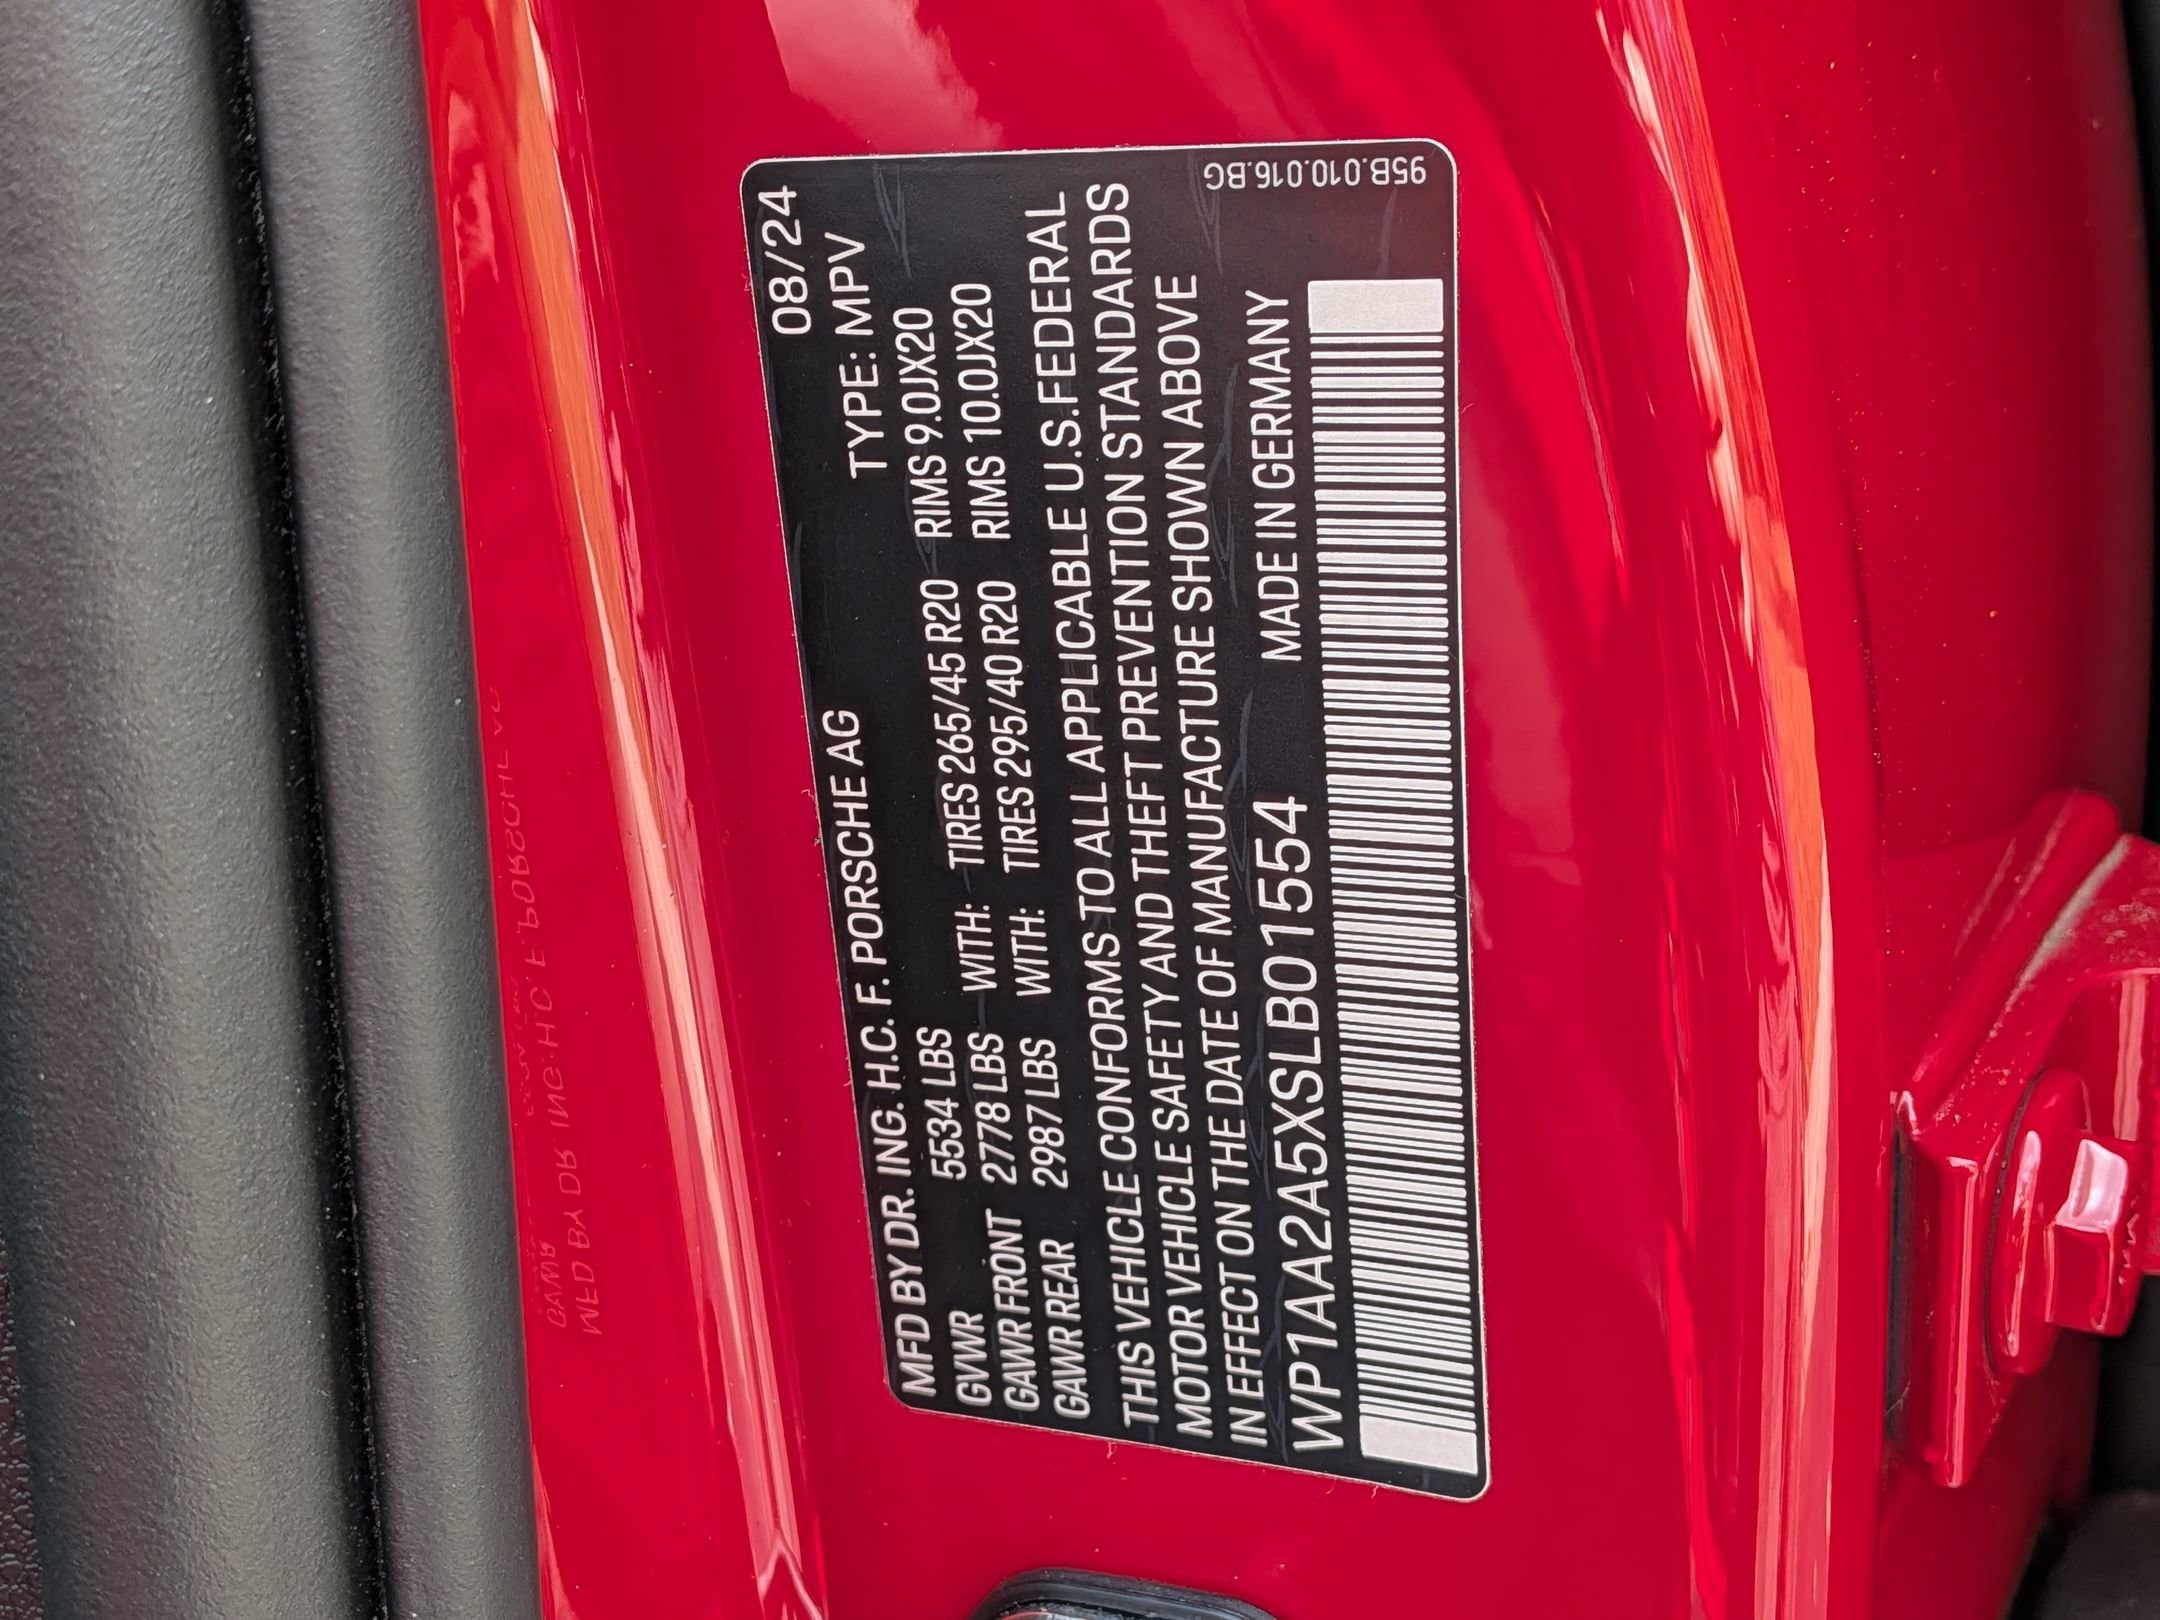 MFD BY DR. ING. H.C. F. PORSCHE AG 08/24
GVWR 5534 LBS TYPE: MPV
GAWR FRONT 2778 LBS WITH: TIRES 265/45 R20 RIMS 9.0JX20
GAWR REAR 2987 LBS WITH: TIRES 295/40 R20 RIMS 10.0JX20
THIS VEHICLE CONFORMS TO ALL APPLICABLE U.S.FEDERAL
MOTOR VEHICLE SAFETY AND THEFT PREVENTION STANDARDS
IN EFFECT ON THE DATE OF MANUFACTURE SHOWN ABOVE
WP1AA2A5XSLB01554 MADE IN GERMANY
95B.010.016.BG